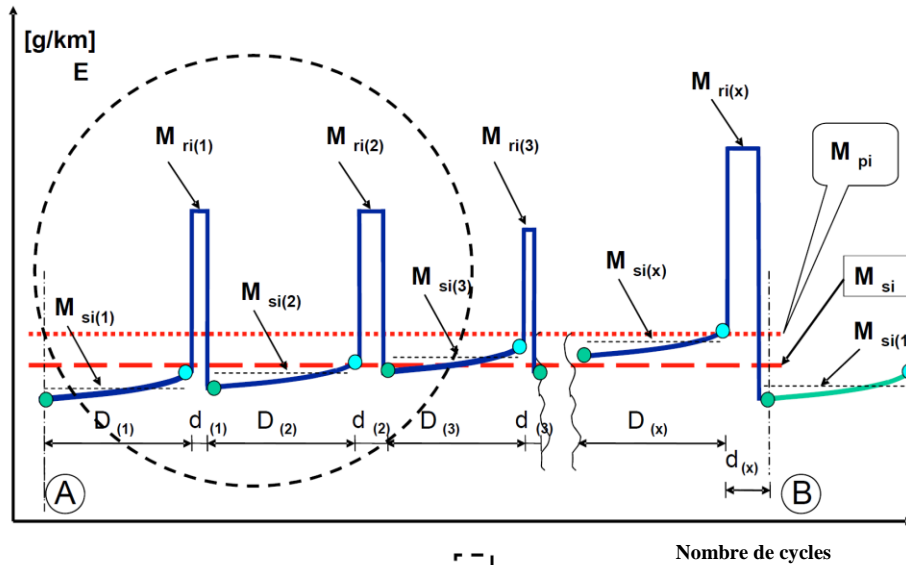 [g/km]
E
M ri(1)
M ri(2)
M ri(3)
M ri(x)
M pi
M si(1)
M si(2)
M si(3)
M si(x)
M si
M si(1
D (1)
d (1)
D (2)
d (2)
D (3)
d (3)
D (x)
d (x)
A
B
Nombre de cycles